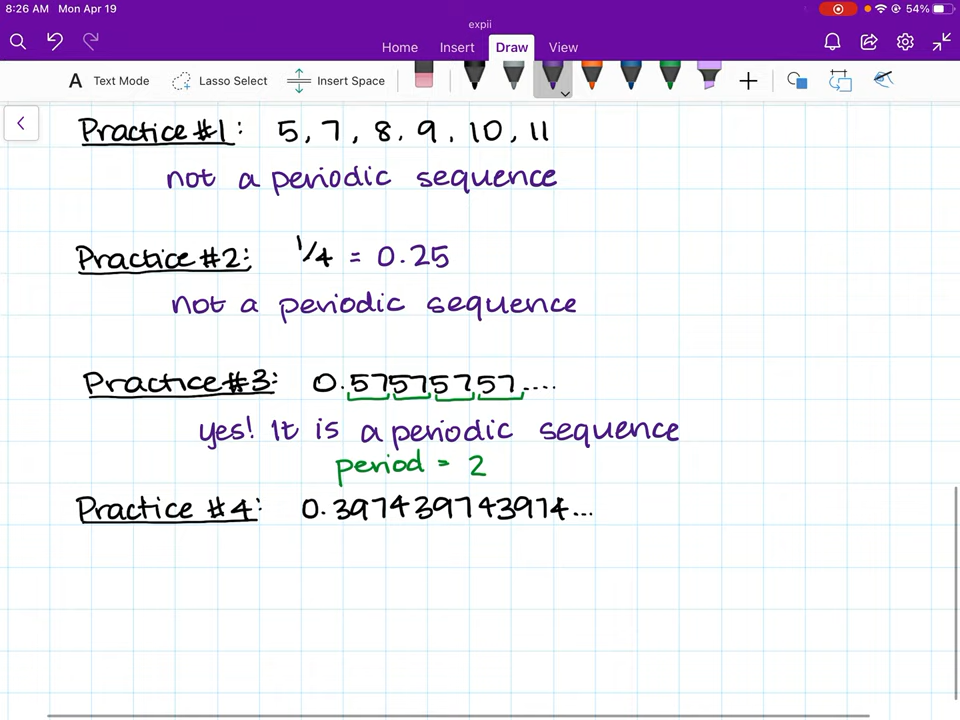 8:26 AM Mon Apr 19
54%
expii
Home Insert Draw View
Text Mode Lasso Select Insert Space
Practice #1: 5, 7, 8, 9, 10, 11
not a periodic sequence
Practice #2: 1/4 = 0.25
not a periodic sequence
Practice #3: 0.57575757....
yes! It is a periodic sequence
period = 2
Practice #4: 0.397439743974...